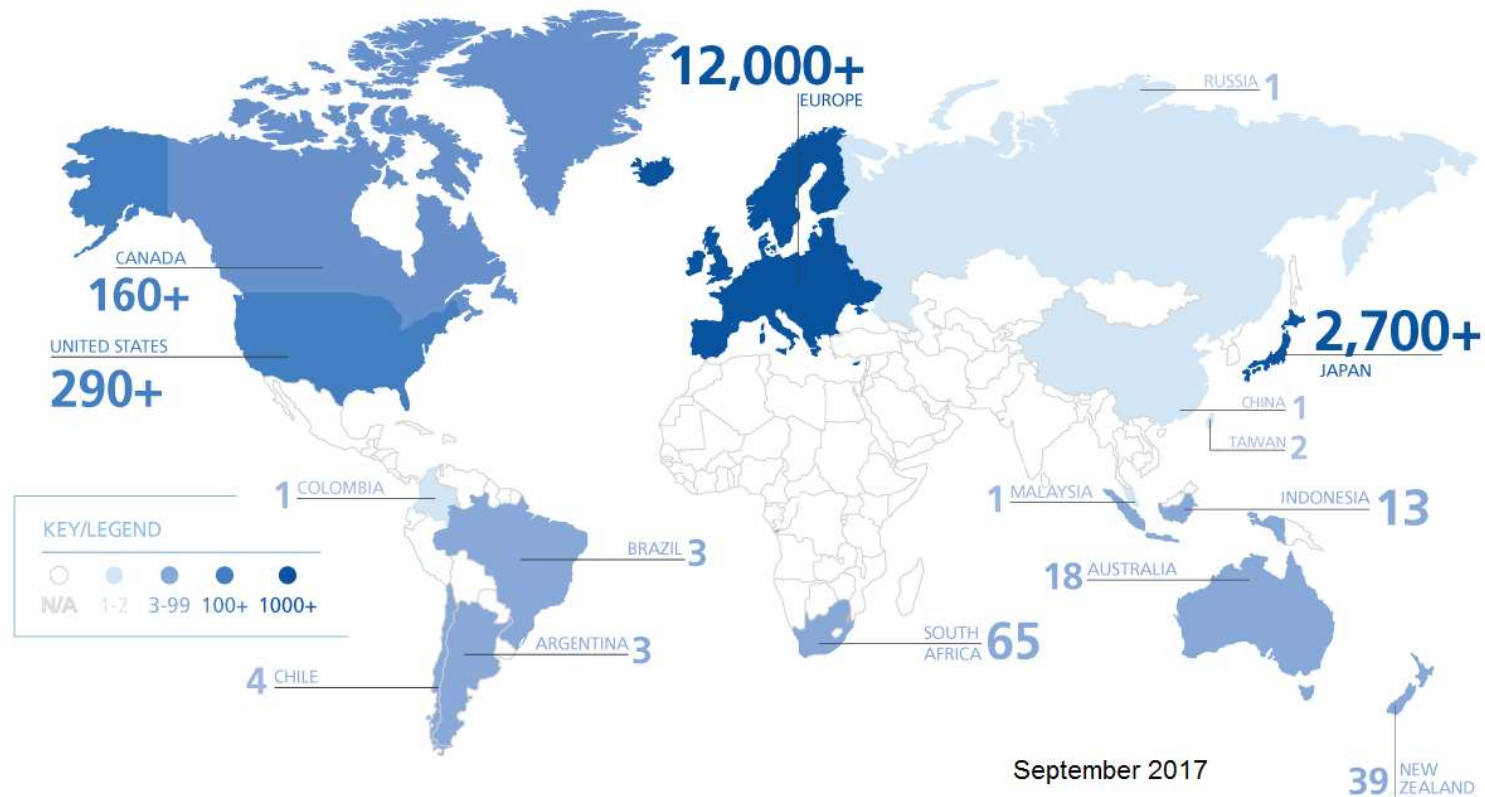 12,000+
EUROPE
RUSSIA 1
CANADA
160+
UNITED STATES
290+
2,700+
JAPAN
CHINA 1
TAIWAN 2
1 COLOMBIA
1 MALAYSIA
INDONESIA 13
KEY/LEGEND
N/A 1-2 3-99 100+ 1000+
BRAZIL 3
18 AUSTRALIA
ARGENTINA 3
SOUTH
AFRICA 65
4 CHILE
September 2017
39 NEW
ZEALAND